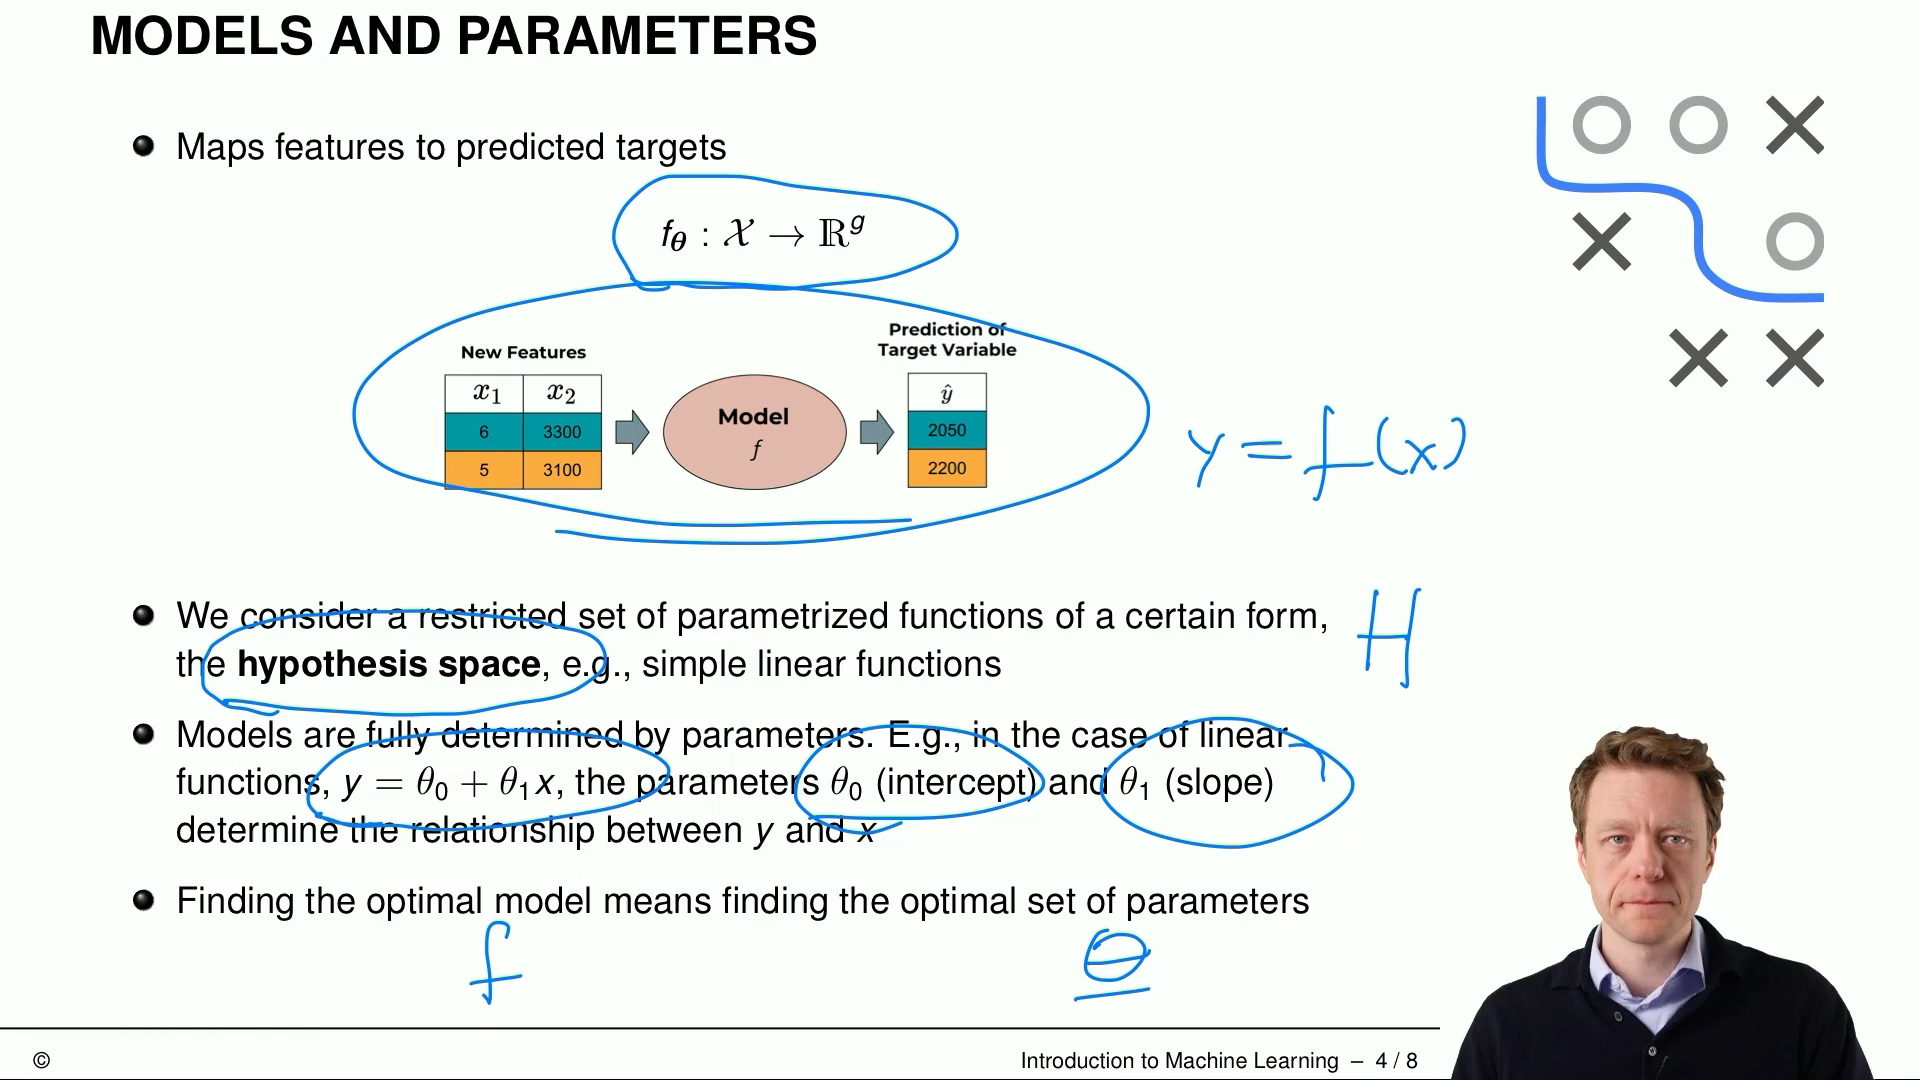 MODELS AND PARAMETERS
Maps features to predicted targets
f_θ : 𝒳 → ℝ^g
New Features
Prediction of
Target Variable
x₁ x₂
ŷ
6 3300
5 3100
Model
f
2050
2200
y = f(x)
We consider a restricted set of parametrized functions of a certain form,
the hypothesis space, e.g., simple linear functions
H
Models are fully determined by parameters. E.g., in the case of linear
functions, y = θ₀ + θ₁x, the parameters θ₀ (intercept) and θ₁ (slope)
determine the relationship between y and x
Finding the optimal model means finding the optimal set of parameters
f
θ
©
Introduction to Machine Learning – 4 / 8